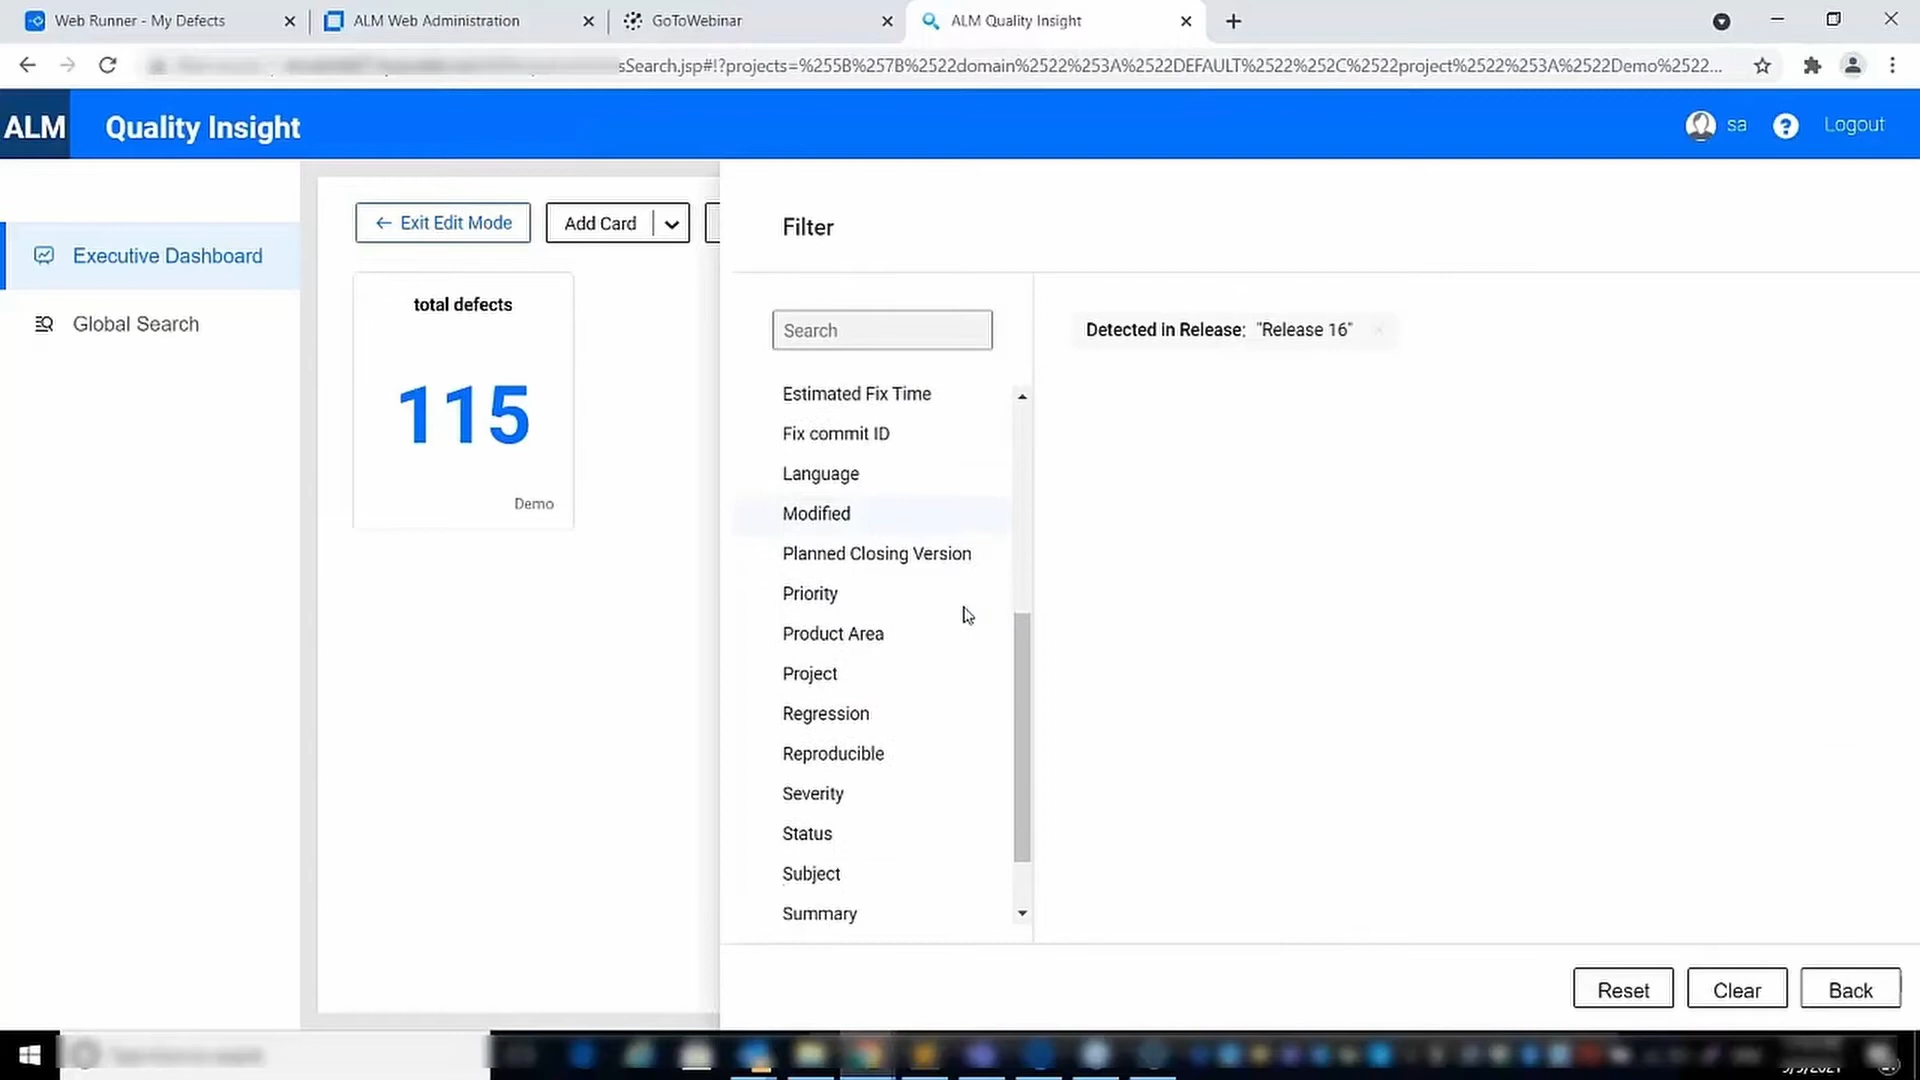 Web Runner - My Defects
ALM Web Administration
GoToWebinar
ALM Quality Insight
sSearch.jsp#!?projects=%255B%257B%2522domain%2522%253A%2522DEFAULT%2522%252C%2522project%2522%253A%2522Demo%2522...
ALM
Quality Insight
sa
?
Logout
Executive Dashboard
Global Search
← Exit Edit Mode
Add Card
total defects
115
Demo
Filter
Search
Estimated Fix Time
Fix commit ID
Language
Modified
Planned Closing Version
Priority
Product Area
Project
Regression
Reproducible
Severity
Status
Subject
Summary
Detected in Release: "Release 16"
Reset
Clear
Back